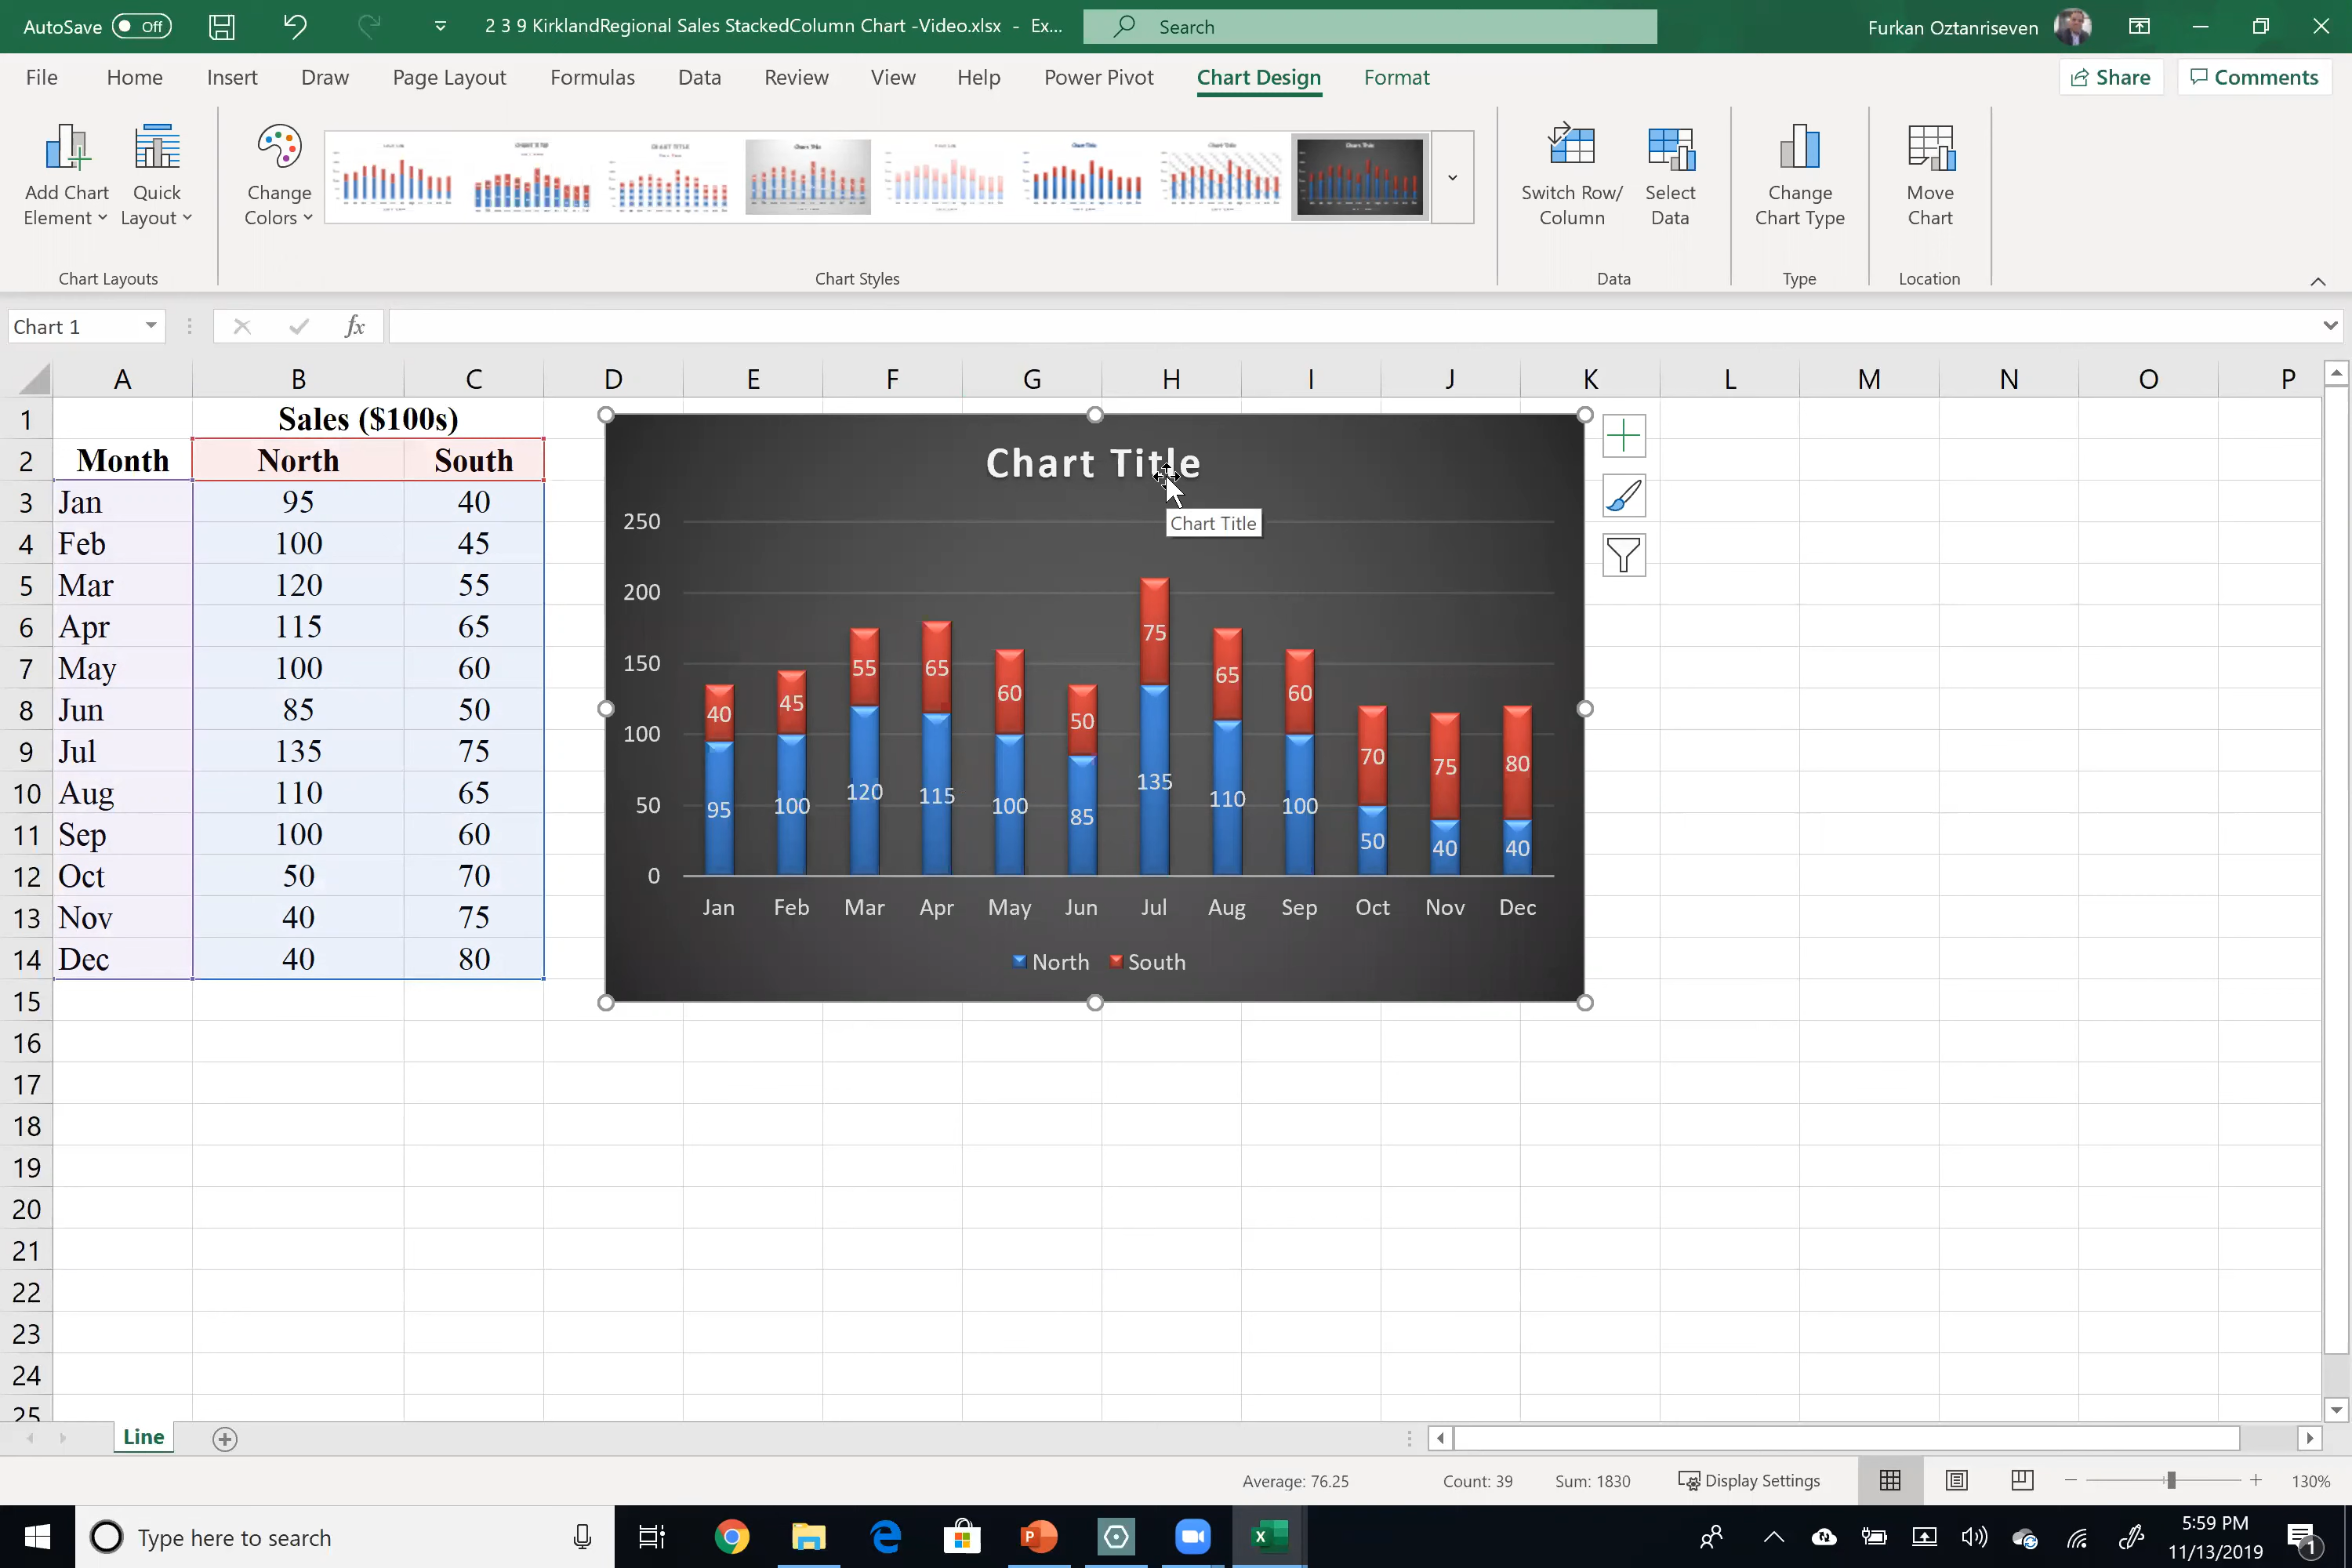 AutoSave Off 2 3 9 KirklandRegional Sales StackedColumn Chart -Video.xlsx - Ex... Search Furkan Oztanriseven
File Home Insert Draw Page Layout Formulas Data Review View Help Power Pivot Chart Design Format Share Comments
Add Chart Element Quick Layout Change Colors Switch Row/ Column Select Data Change Chart Type Move Chart
Chart Layouts Chart Styles Data Type Location
Chart 1 fx
A B C D E F G H I J K L M N O P
1 Sales ($100s)
2 Month North South
3 Jan 95 40
4 Feb 100 45
5 Mar 120 55
6 Apr 115 65
7 May 100 60
8 Jun 85 50
9 Jul 135 75
10 Aug 110 65
11 Sep 100 60
12 Oct 50 70
13 Nov 40 75
14 Dec 40 80
15
16
17
18
19
20
21
22
23
24
25
Chart Title
Chart Title
250
200
150
100
50
0
40 45 55 65 60 50 75 65 60 70 75 80
95 100 120 115 100 85 135 110 100 50 40 40
Jan Feb Mar Apr May Jun Jul Aug Sep Oct Nov Dec
North South
Line
Average: 76.25 Count: 39 Sum: 1830 Display Settings 130%
Type here to search 5:59 PM
11/13/2019 1